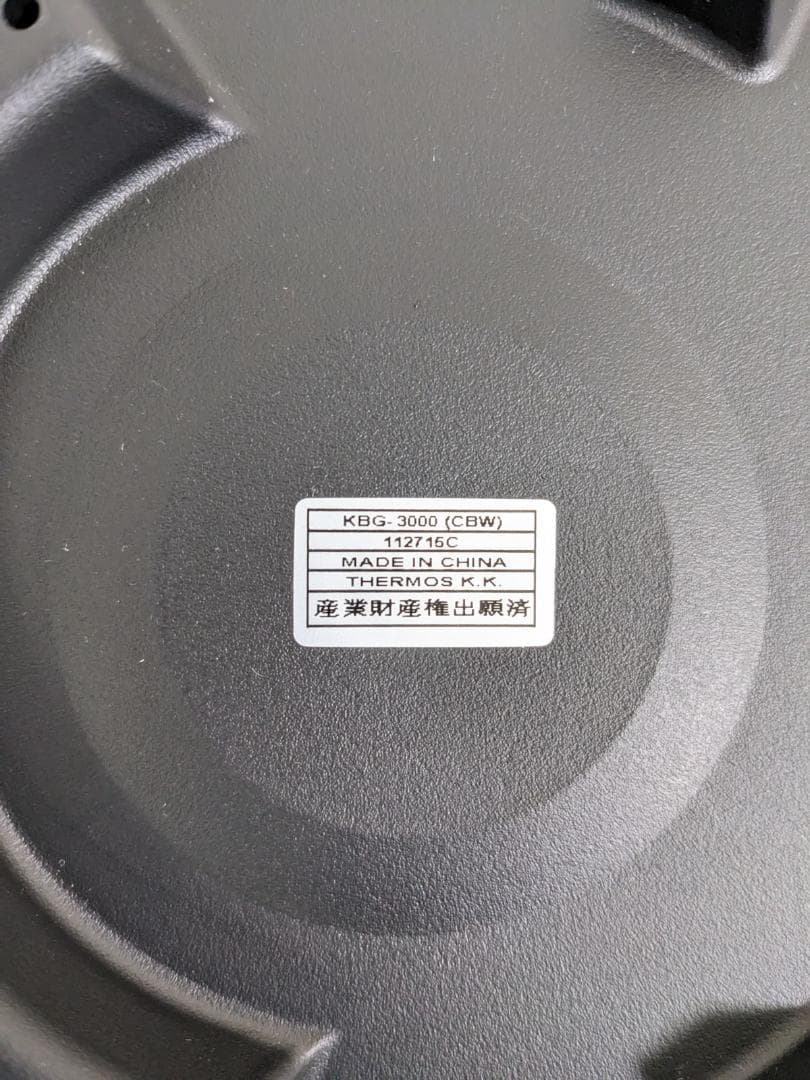 KBG-3000 (CBW)
112715C
MADE IN CHINA
THERMOS K.K.
産業財産権出願済